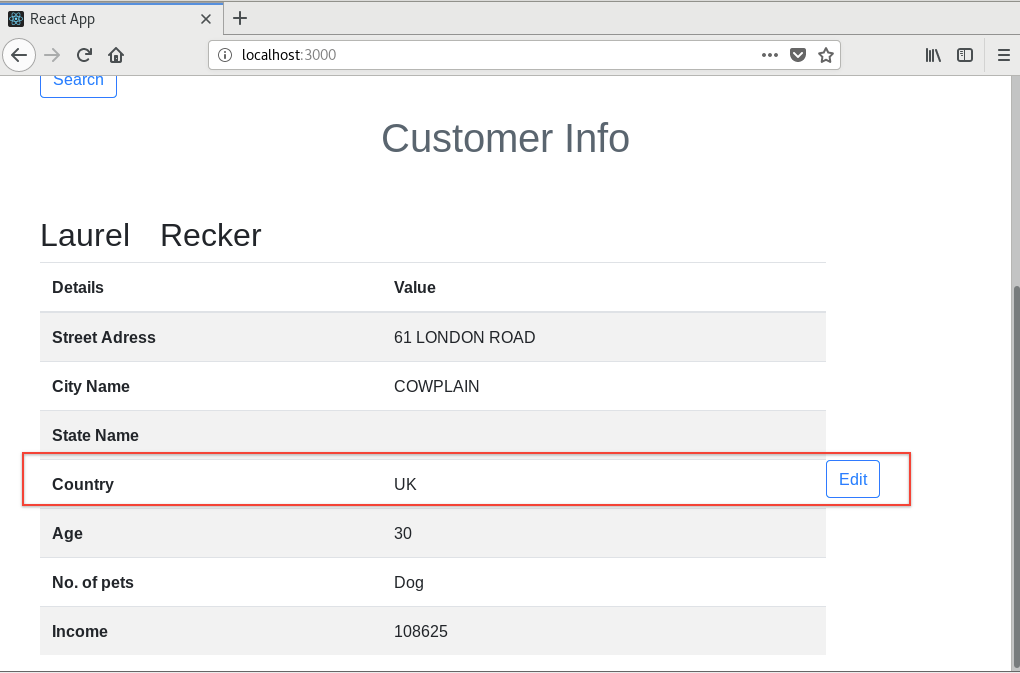 React App
localhost:3000
Search
Customer Info
Laurel Recker
Details Value
Street Adress 61 LONDON ROAD
City Name COWPLAIN
State Name
Country UK Edit
Age 30
No. of pets Dog
Income 108625